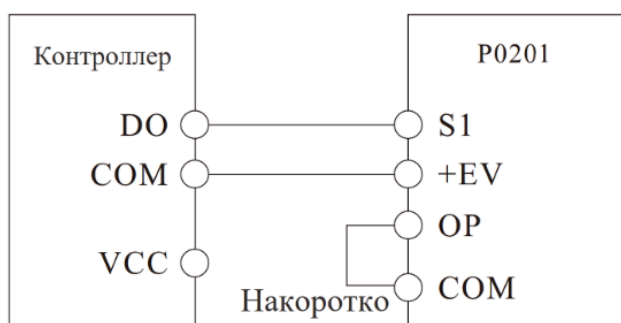 Контроллер
P0201
DO
S1
COM
+EV
OP
VCC
Накоротко
COM